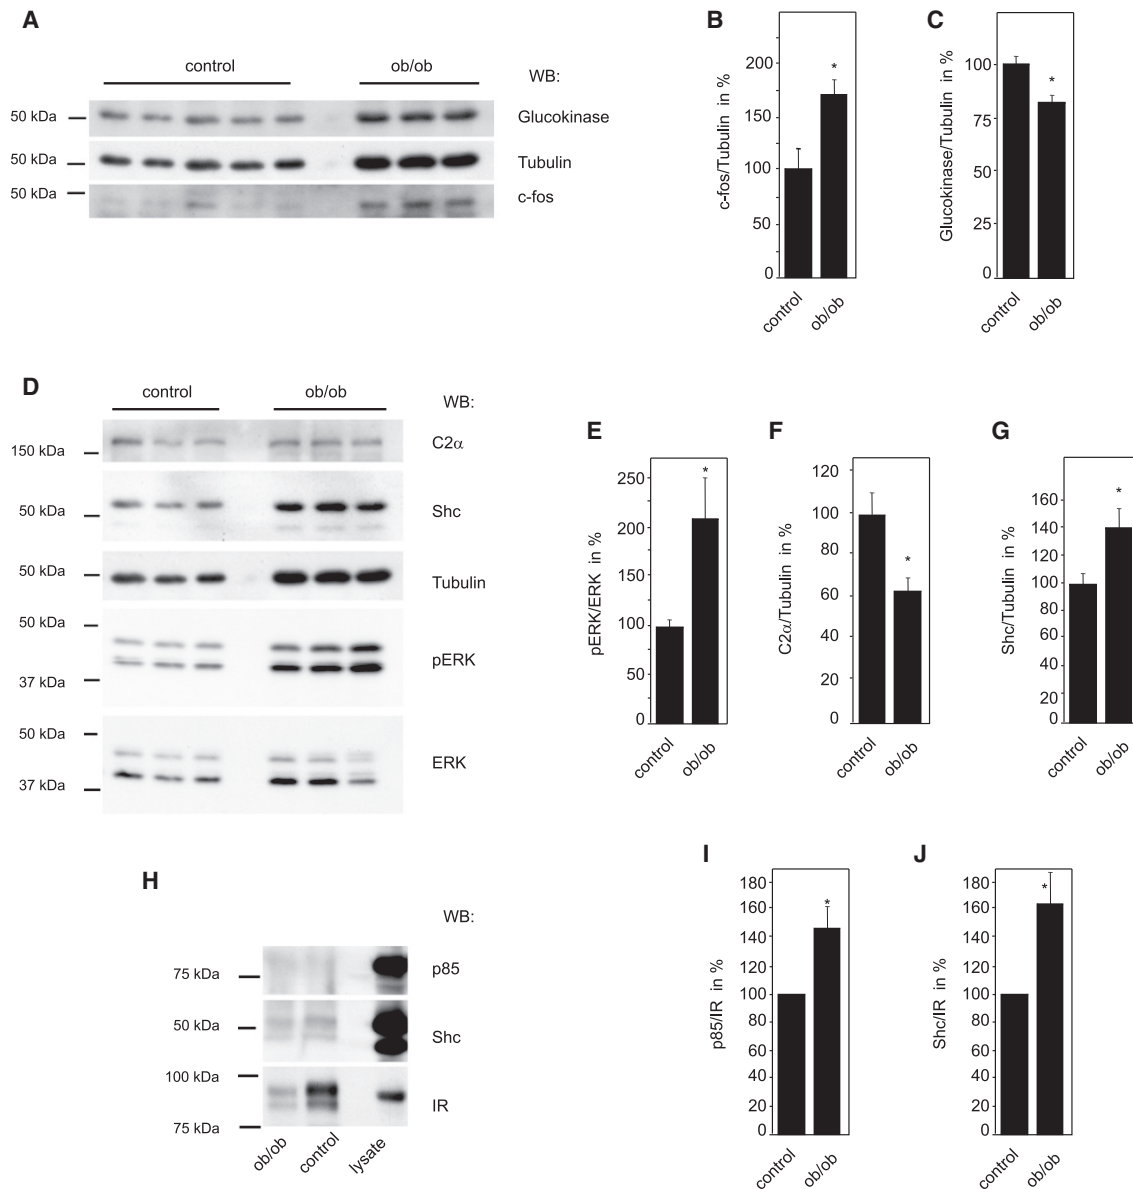 A
control ob/ob
WB:
50 kDa Glucokinase
50 kDa Tubulin
50 kDa c-fos
B
c-fos/Tubulin in %
200
*
150
100
50
0
control ob/ob
C
Glucokinase/Tubulin in %
100
*
75
50
25
0
control ob/ob
D
control ob/ob
WB:
150 kDa C2α
50 kDa Shc
50 kDa Tubulin
50 kDa
pERK
37 kDa
50 kDa
ERK
37 kDa
E
pERK/ERK in %
*
250
200
150
100
50
0
control ob/ob
F
C2α/Tubulin in %
120
100
80
*
60
40
20
0
control ob/ob
G
Shc/Tubulin in %
160 *
140
120
100
80
60
40
20
0
control ob/ob
H
WB:
75 kDa p85
50 kDa Shc
100 kDa
IR
75 kDa
ob/ob control lysate
I
p85/IR in %
180
160 *
140
120
100
80
60
40
20
0
control ob/ob
J
Shc/IR in %
180 *
160
140
120
100
80
60
40
20
0
control ob/ob